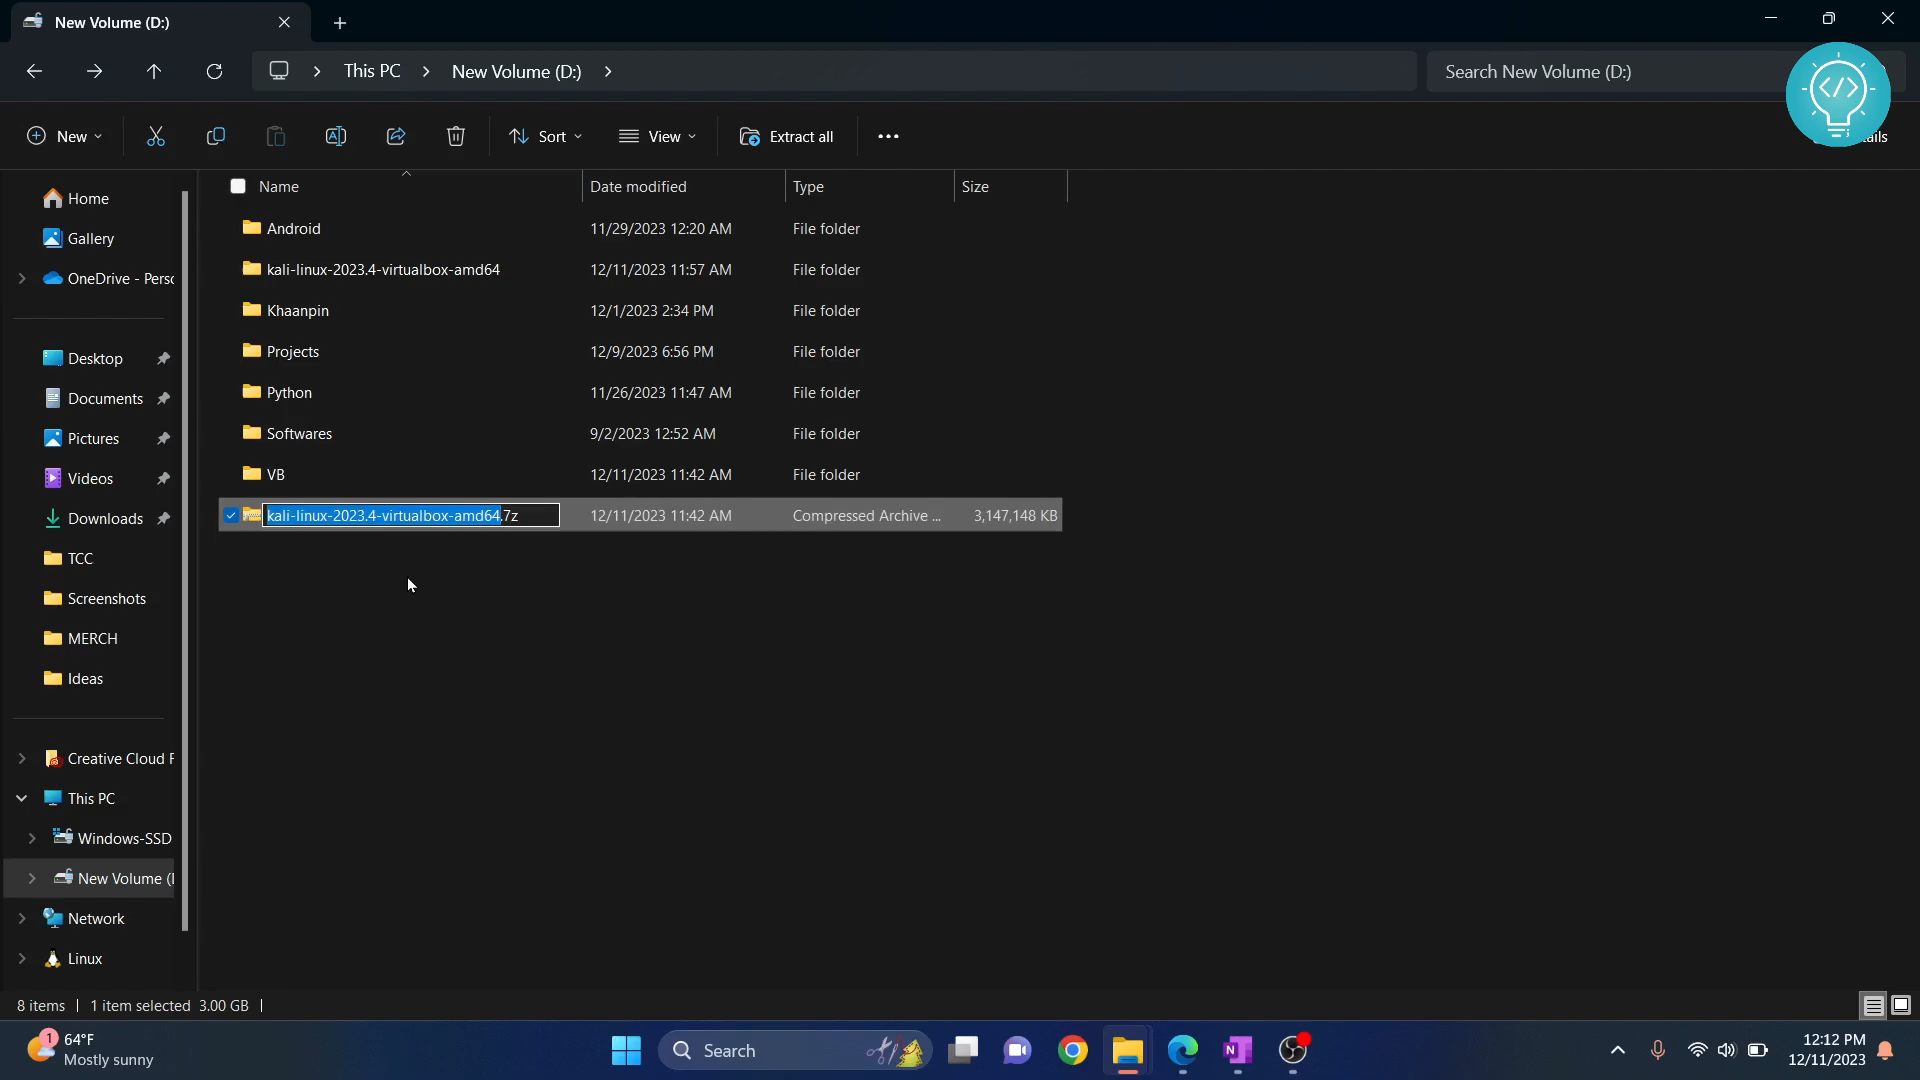 New Volume (D:)
This PC
New Volume (D:)
Search New Volume (D:)
New
Sort
View
Extract all
Name
Date modified
Type
Size
Home
Gallery
OneDrive - Persc
Desktop
Documents
Pictures
Videos
Downloads
TCC
Screenshots
MERCH
Ideas
Creative Cloud F
This PC
Windows-SSD
New Volume (D
Network
Linux
Android 11/29/2023 12:20 AM File folder
kali-linux-2023.4-virtualbox-amd64 12/11/2023 11:57 AM File folder
Khaanpin 12/1/2023 2:34 PM File folder
Projects 12/9/2023 6:56 PM File folder
Python 11/26/2023 11:47 AM File folder
Softwares 9/2/2023 12:52 AM File folder
VB 12/11/2023 11:42 AM File folder
kali-linux-2023.4-virtualbox-amd64.7z 12/11/2023 11:42 AM Compressed Archive ... 3,147,148 KB
8 items 1 item selected 3.00 GB
1
64°F
Mostly sunny
Search
12:12 PM
12/11/2023